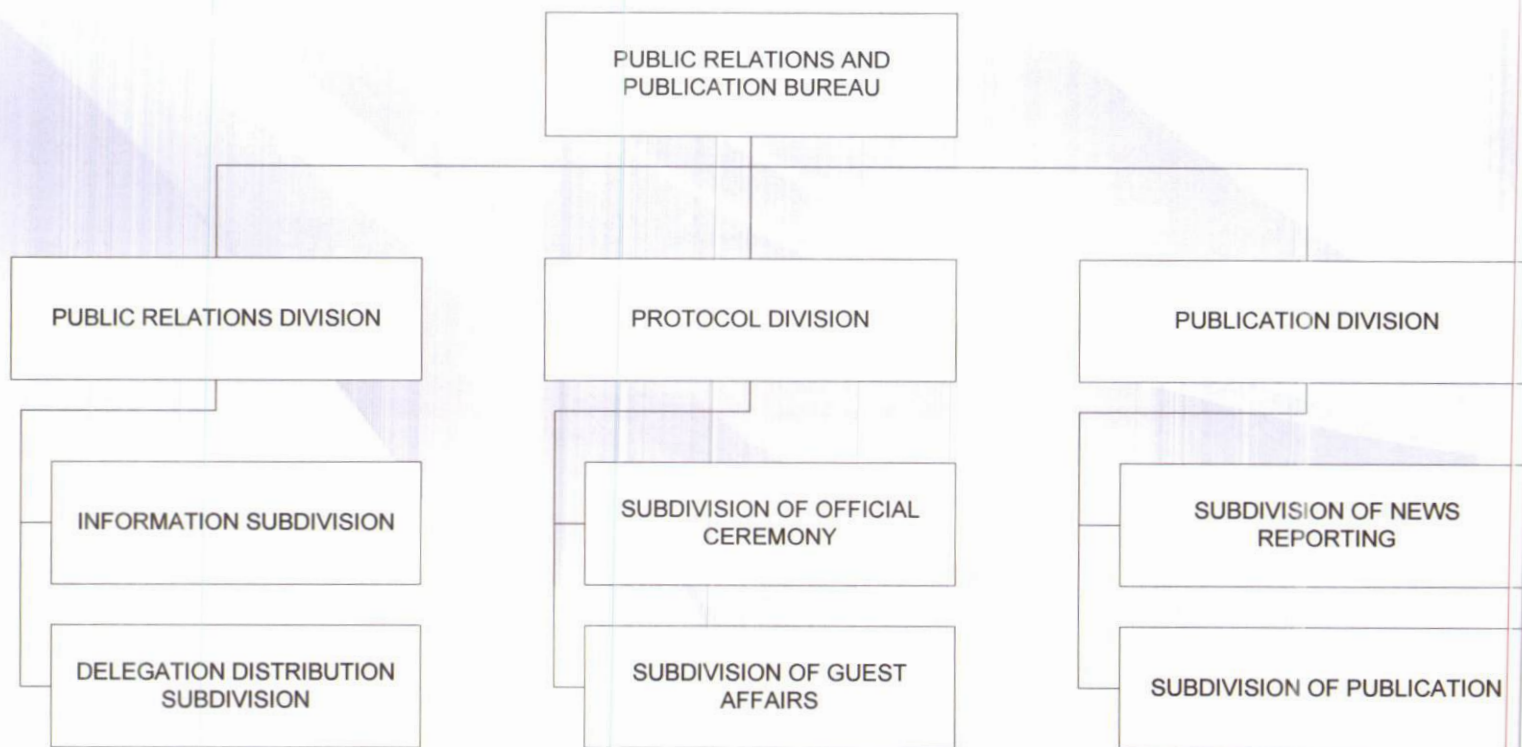 PUBLIC RELATIONS AND
PUBLICATION BUREAU
PUBLIC RELATIONS DIVISION
PROTOCOL DIVISION
PUBLICATION DIVISION
INFORMATION SUBDIVISION
SUBDIVISION OF OFFICIAL
CEREMONY
SUBDIVISION OF NEWS
REPORTING
DELEGATION DISTRIBUTION
SUBDIVISION
SUBDIVISION OF GUEST
AFFAIRS
SUBDIVISION OF PUBLICATION